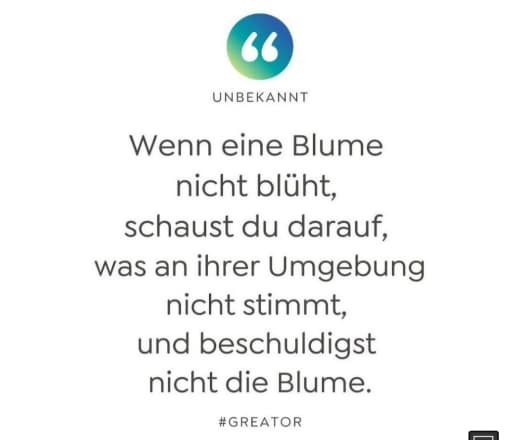 UNBEKANNT
Wenn eine Blume
nicht blüht,
schaust du darauf,
was an ihrer Umgebung
nicht stimmt,
und beschuldigst
nicht die Blume.
#GREATOR